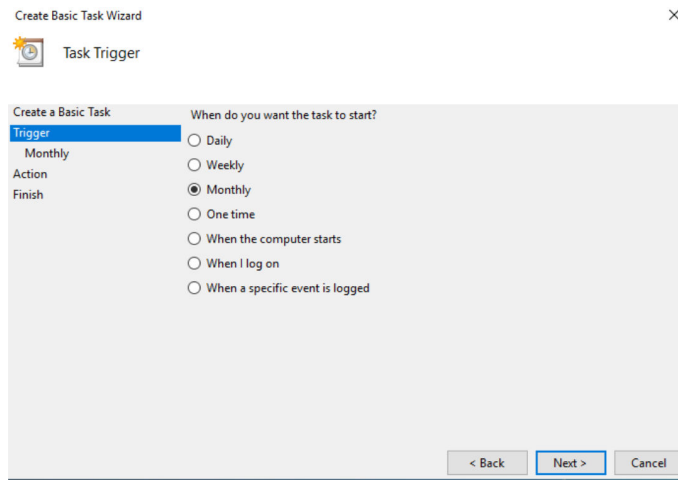 Create Basic Task Wizard
Task Trigger
Create a Basic Task
Trigger
Monthly
Action
Finish
When do you want the task to start?
Daily
Weekly
Monthly
One time
When the computer starts
When I log on
When a specific event is logged
< Back
Next >
Cancel